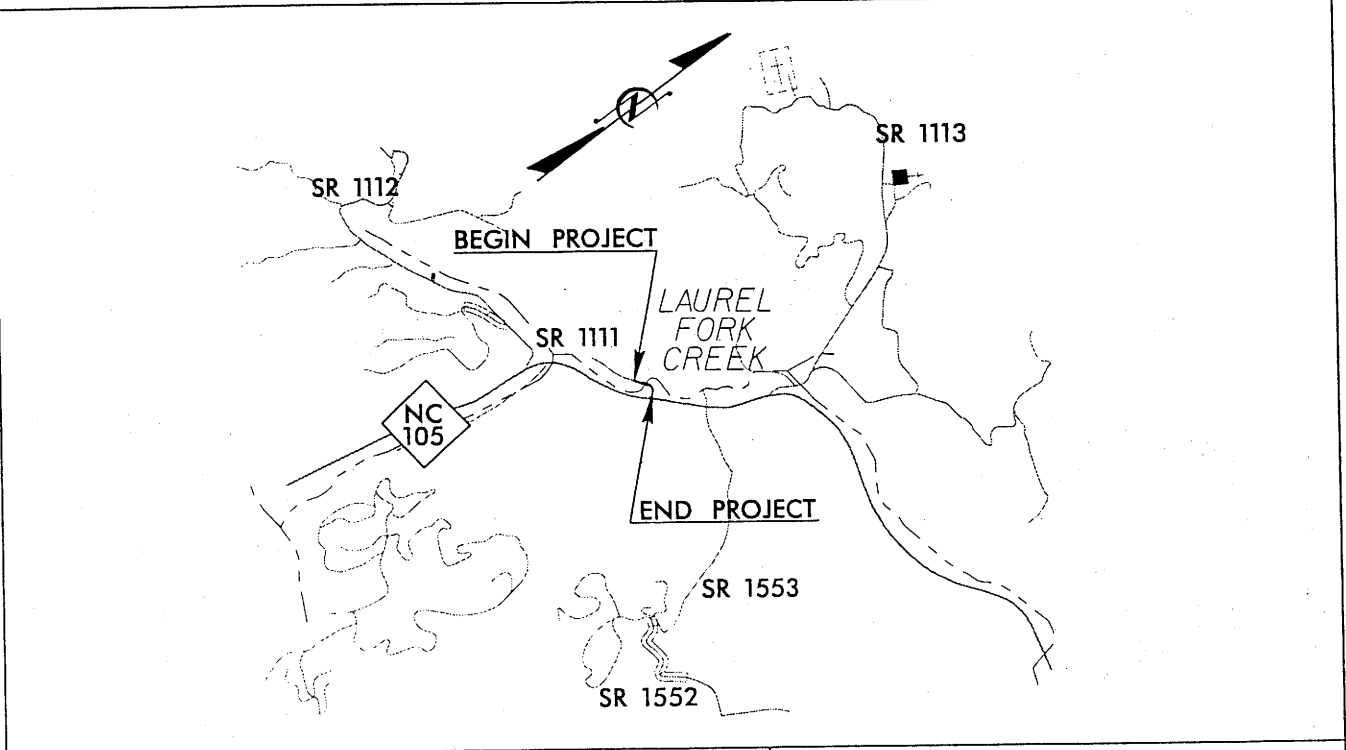 SR 1113
SR 1112
BEGIN PROJECT
LAUREL
FORK
CREEK
SR 1111
NC
105
END PROJECT
SR 1553
SR 1552